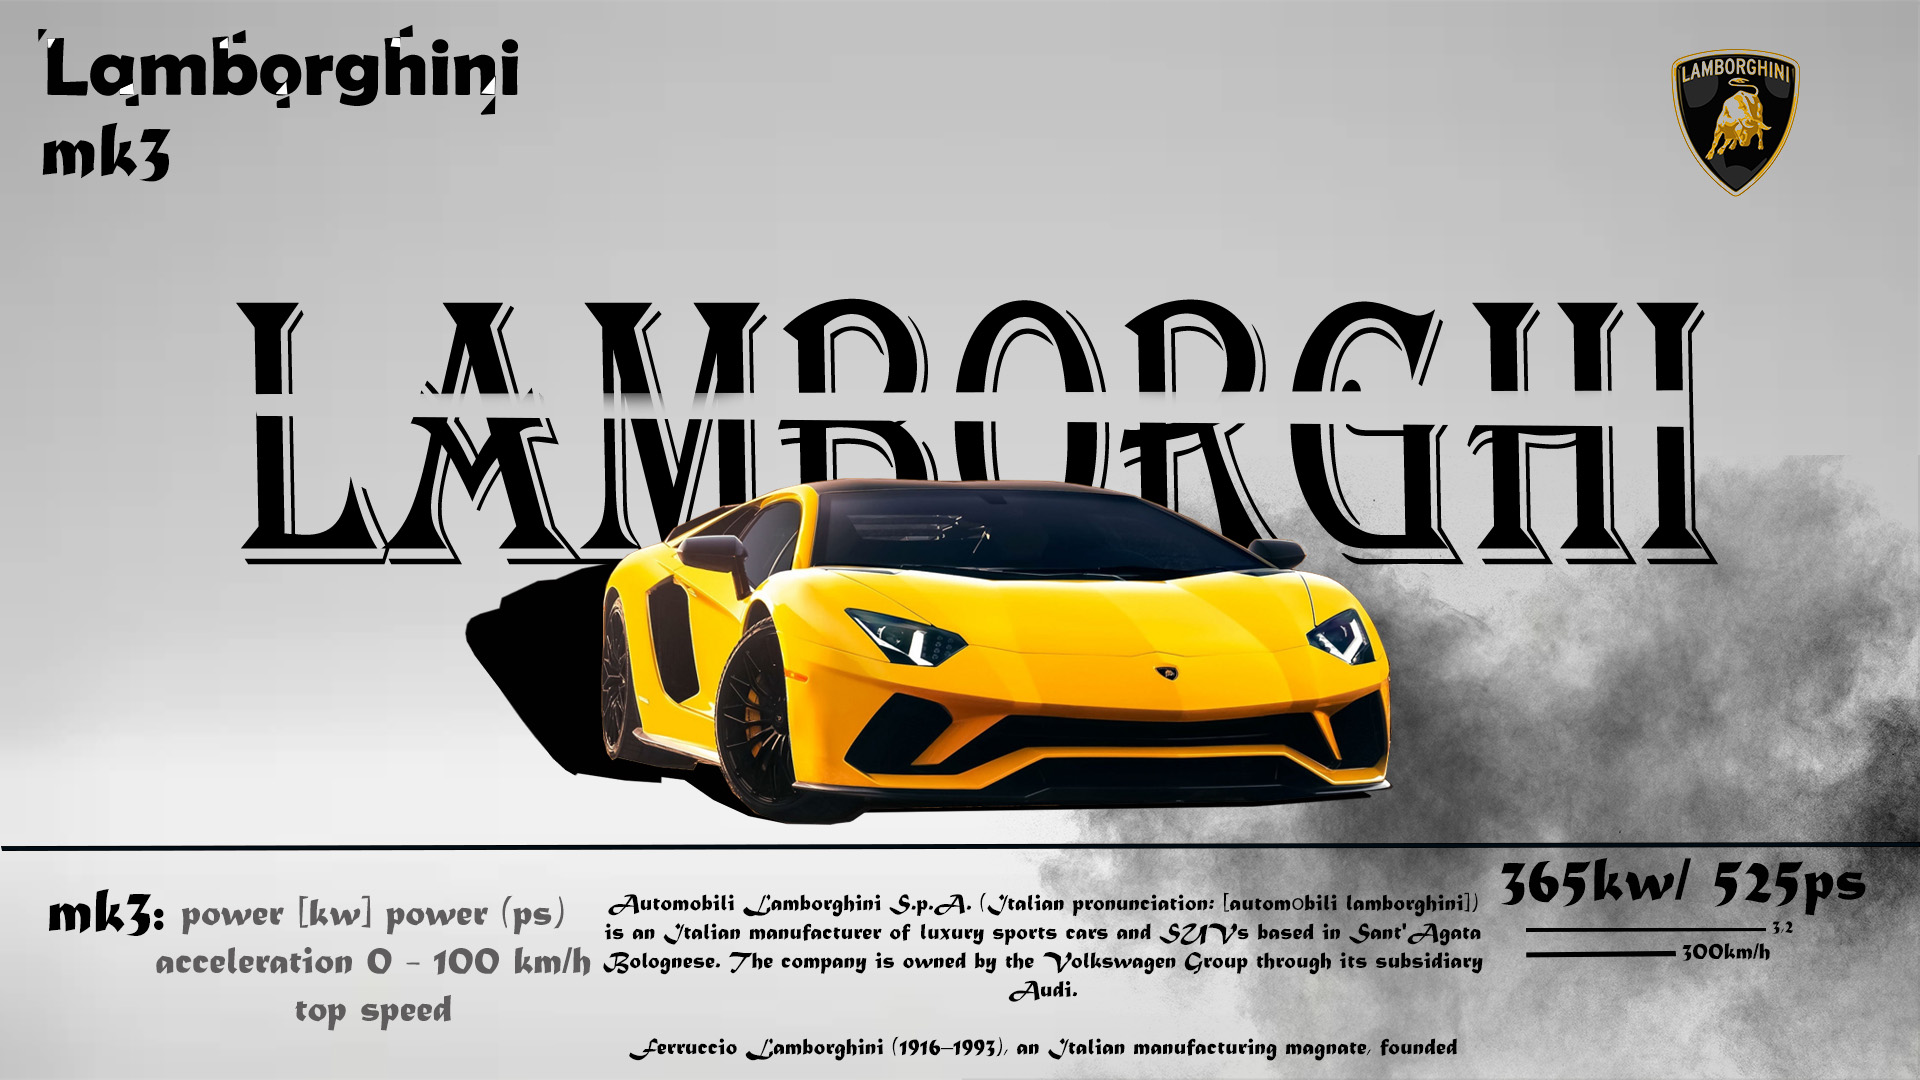 Lamborghini
mk3
LAMBORGHINI
LAMBORGHI
365kw/ 525ps
3,2
300km/h
mk3: power [kw] power (ps)
acceleration 0 - 100 km/h
top speed
Automobili Lamborghini S.p.A. (Italian pronunciation: [automɔbili lamborghini])
is an Italian manufacturer of luxury sports cars and SUVs based in Sant'Agata
Bolognese. The company is owned by the Volkswagen Group through its subsidiary
Audi.
Ferruccio Lamborghini (1916–1993), an Italian manufacturing magnate, founded